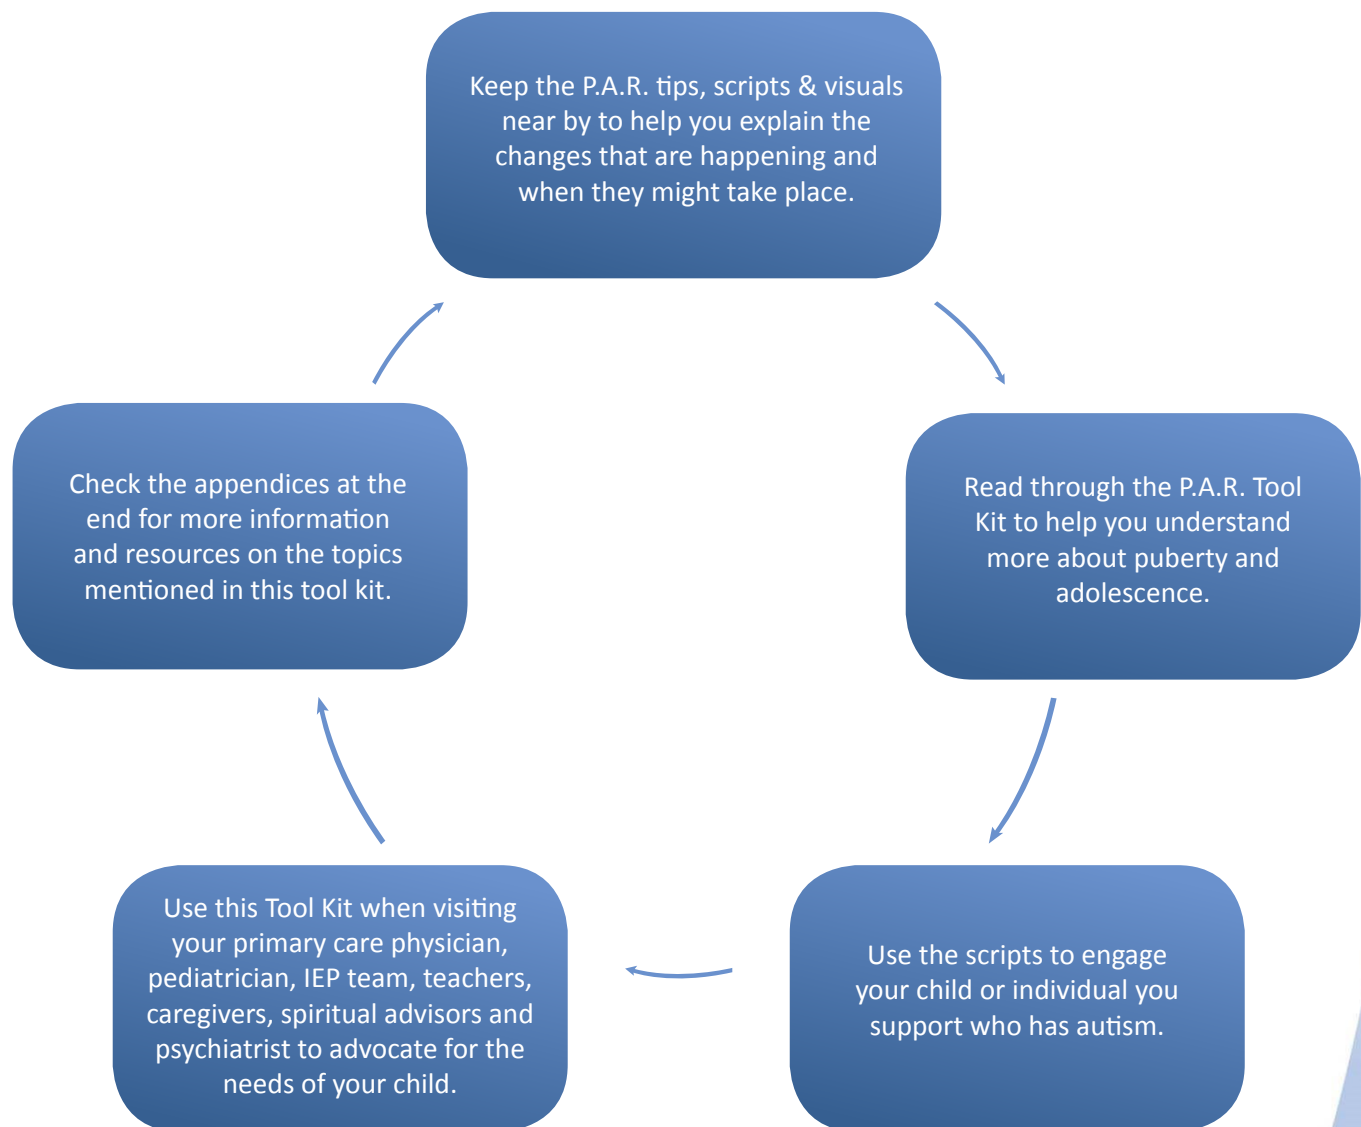 Keep the P.A.R. tips, scripts & visuals
near by to help you explain the
changes that are happening and
when they might take place.
Read through the P.A.R. Tool
Kit to help you understand
more about puberty and
adolescence.
Use the scripts to engage
your child or individual you
support who has autism.
Use this Tool Kit when visiting
your primary care physician,
pediatrician, IEP team, teachers,
caregivers, spiritual advisors and
psychiatrist to advocate for the
needs of your child.
Check the appendices at the
end for more information
and resources on the topics
mentioned in this tool kit.